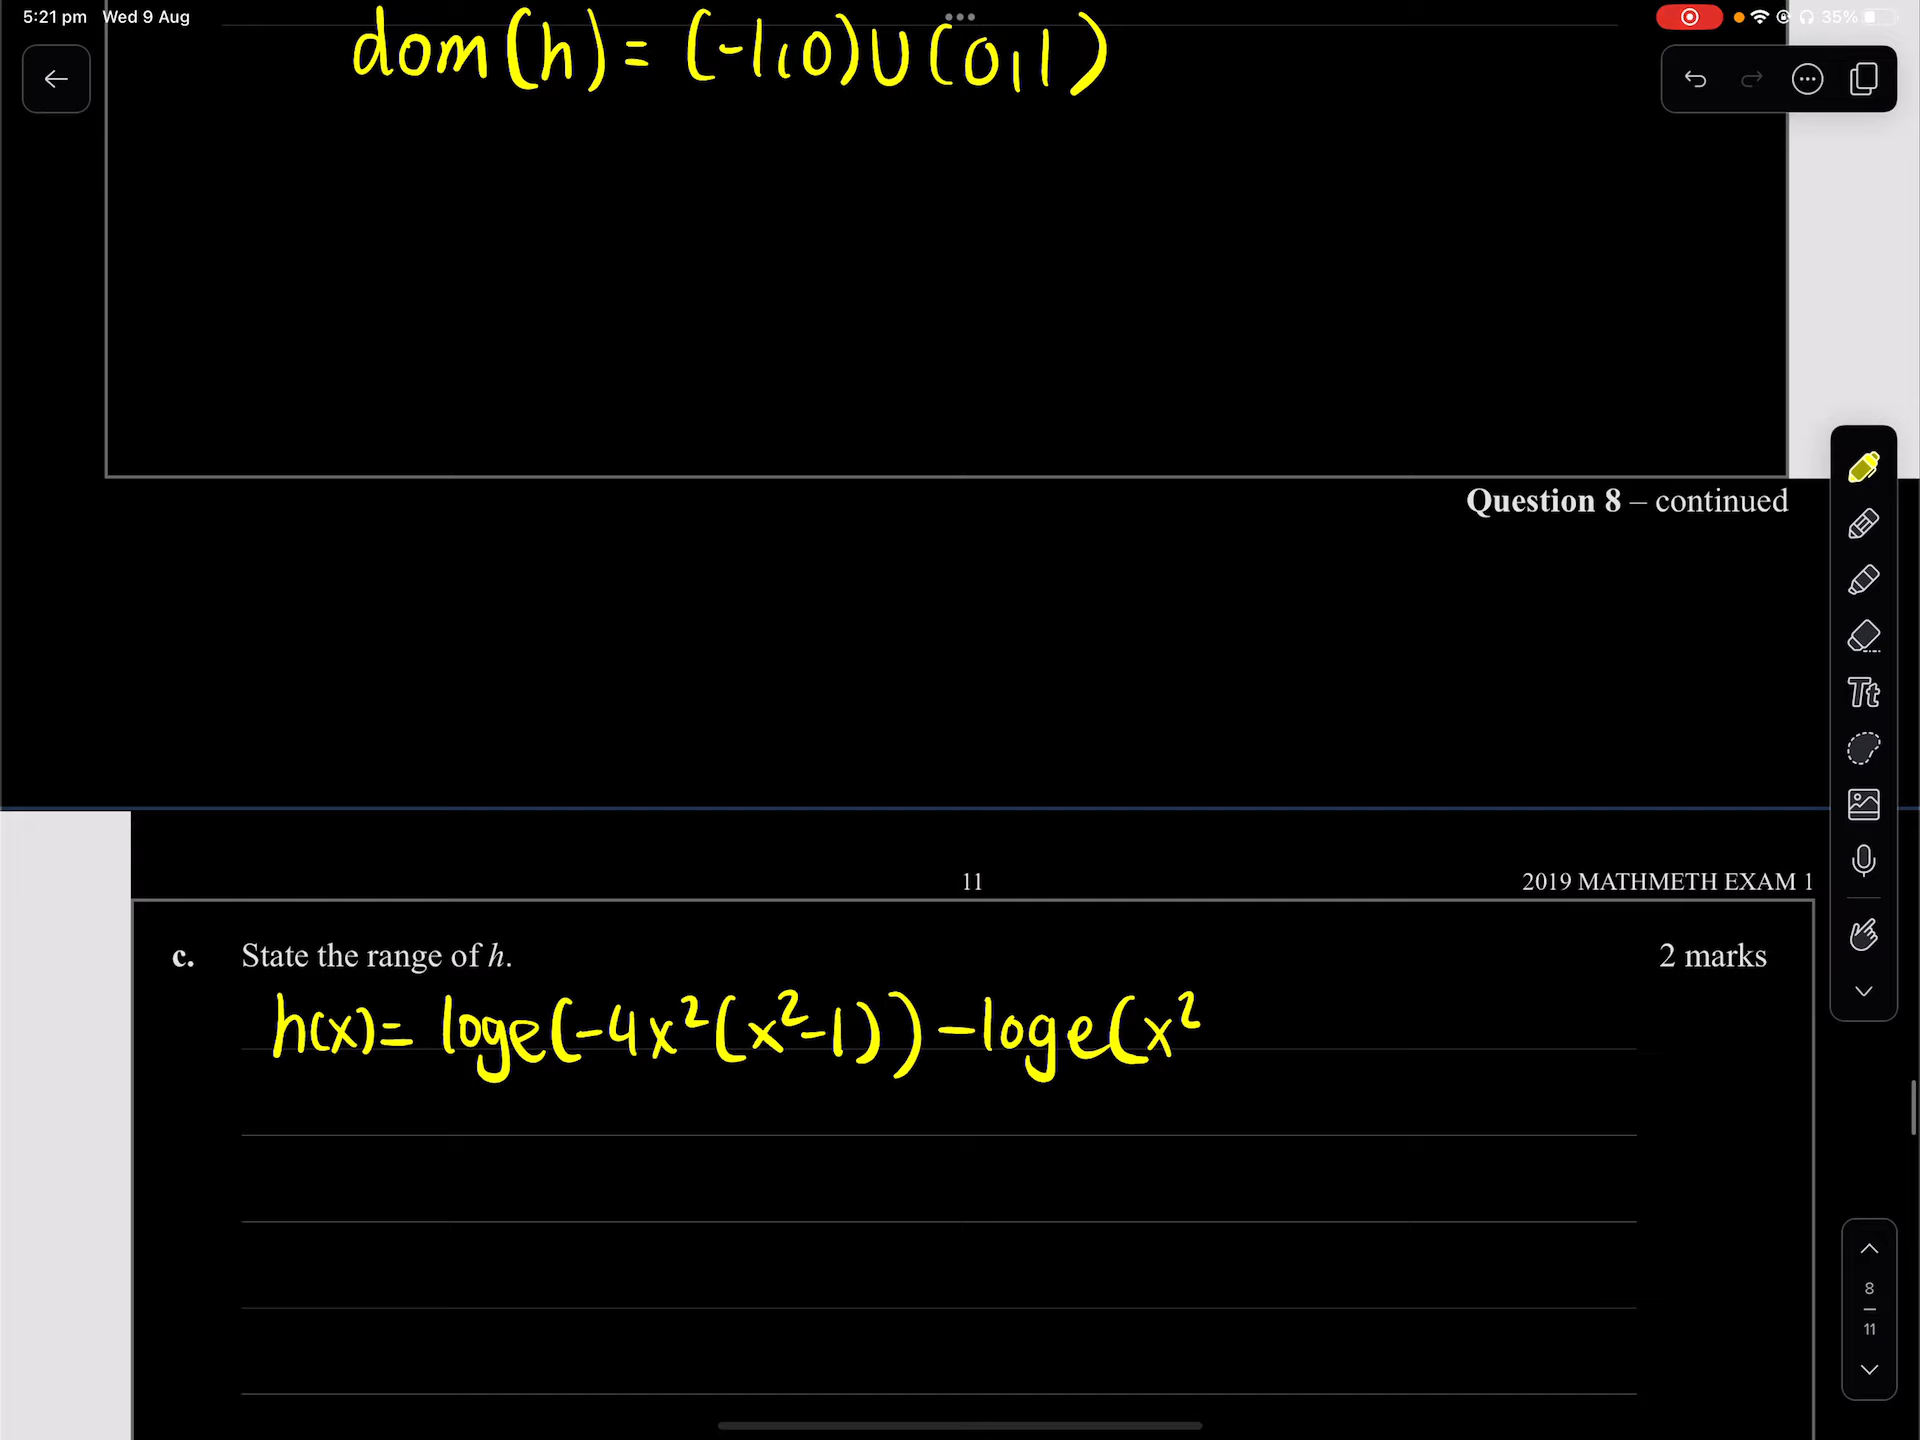 5:21 pm Wed 9 Aug
35%
dom(h) = (-1,0)∪(0,1)
Question 8 – continued
Tt
11
2019 MATHMETH EXAM 1
c. State the range of h. 2 marks
h(x)= loge(-4x²(x²-1)) -loge(x²
8
11